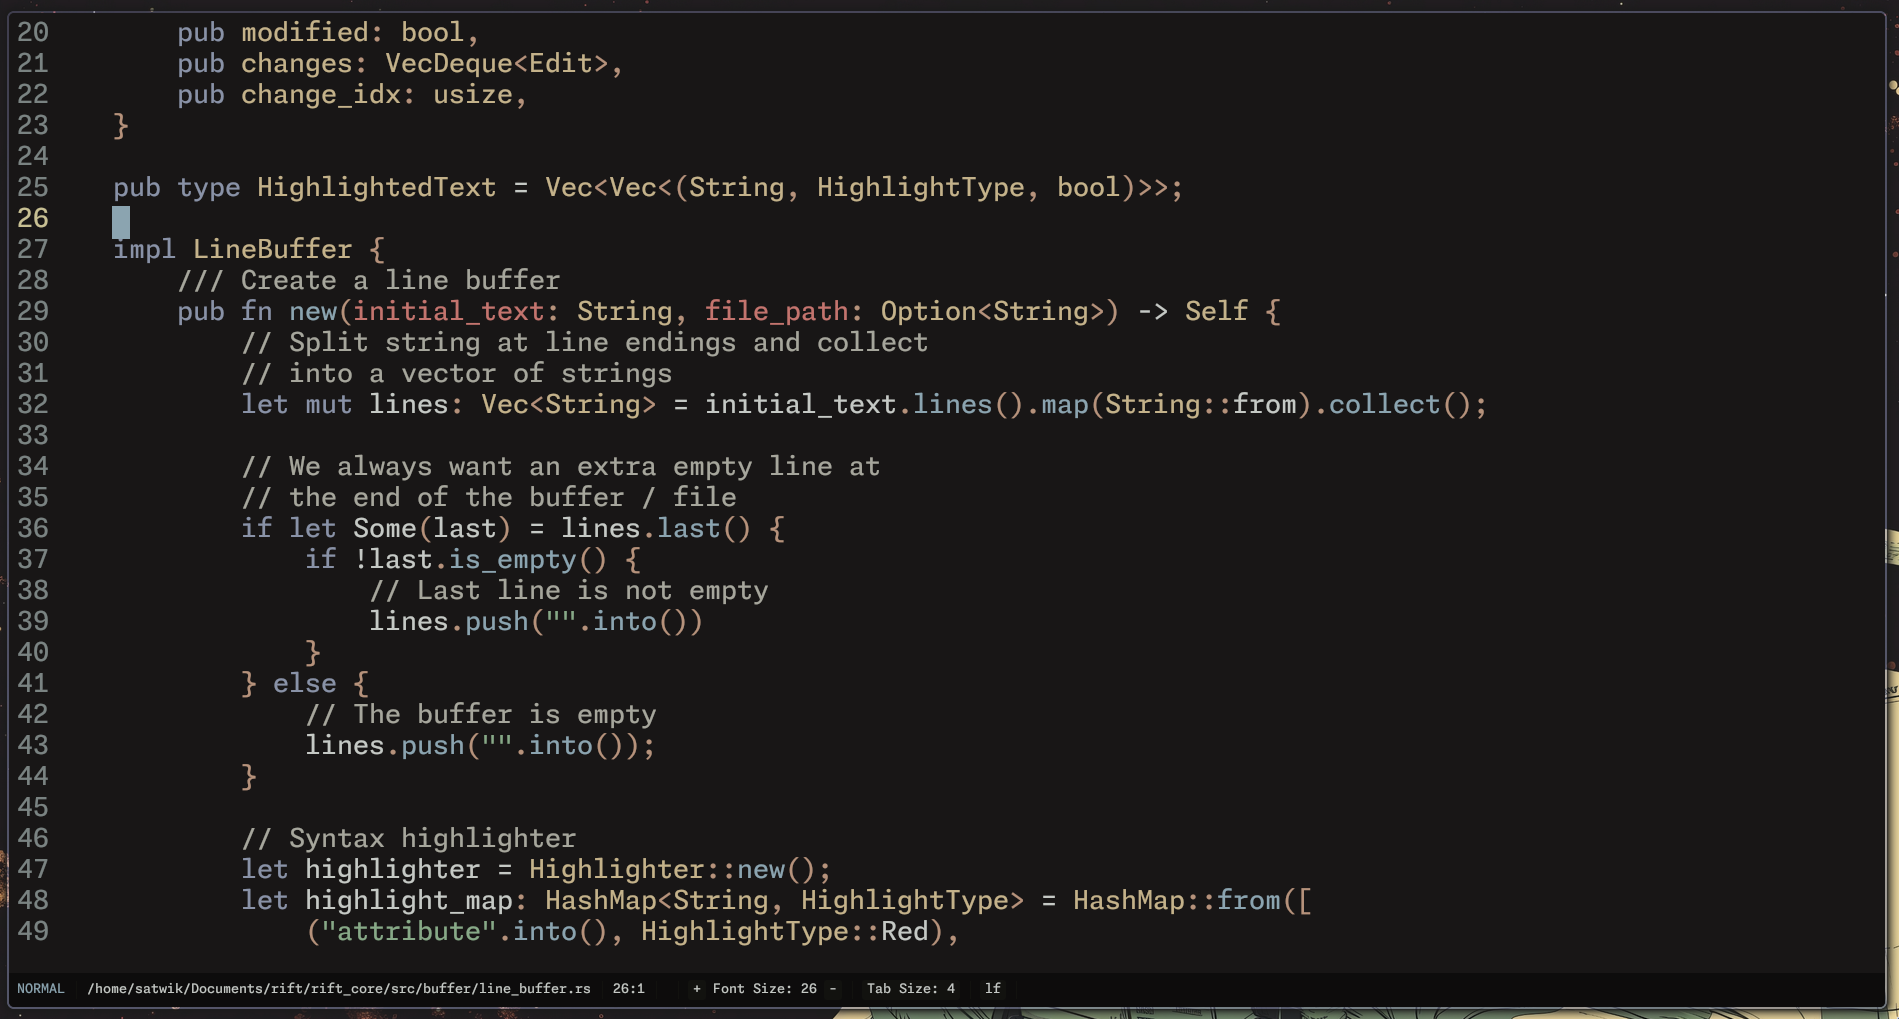 20        pub modified: bool,
21        pub changes: VecDeque<Edit>,
22        pub change_idx: usize,
23    }
24
25    pub type HighlightedText = Vec<Vec<(String, HighlightType, bool)>>;
26
27    impl LineBuffer {
28        /// Create a line buffer
29        pub fn new(initial_text: String, file_path: Option<String>) -> Self {
30            // Split string at line endings and collect
31            // into a vector of strings
32            let mut lines: Vec<String> = initial_text.lines().map(String::from).collect();
33
34            // We always want an extra empty line at
35            // the end of the buffer / file
36            if let Some(last) = lines.last() {
37                if !last.is_empty() {
38                    // Last line is not empty
39                    lines.push("".into())
40                }
41            } else {
42                // The buffer is empty
43                lines.push("".into());
44            }
45
46            // Syntax highlighter
47            let highlighter = Highlighter::new();
48            let highlight_map: HashMap<String, HighlightType> = HashMap::from([
49                ("attribute".into(), HighlightType::Red),
NORMAL /home/satwik/Documents/rift/rift_core/src/buffer/line_buffer.rs 26:1 + Font Size: 26 - Tab Size: 4 lf